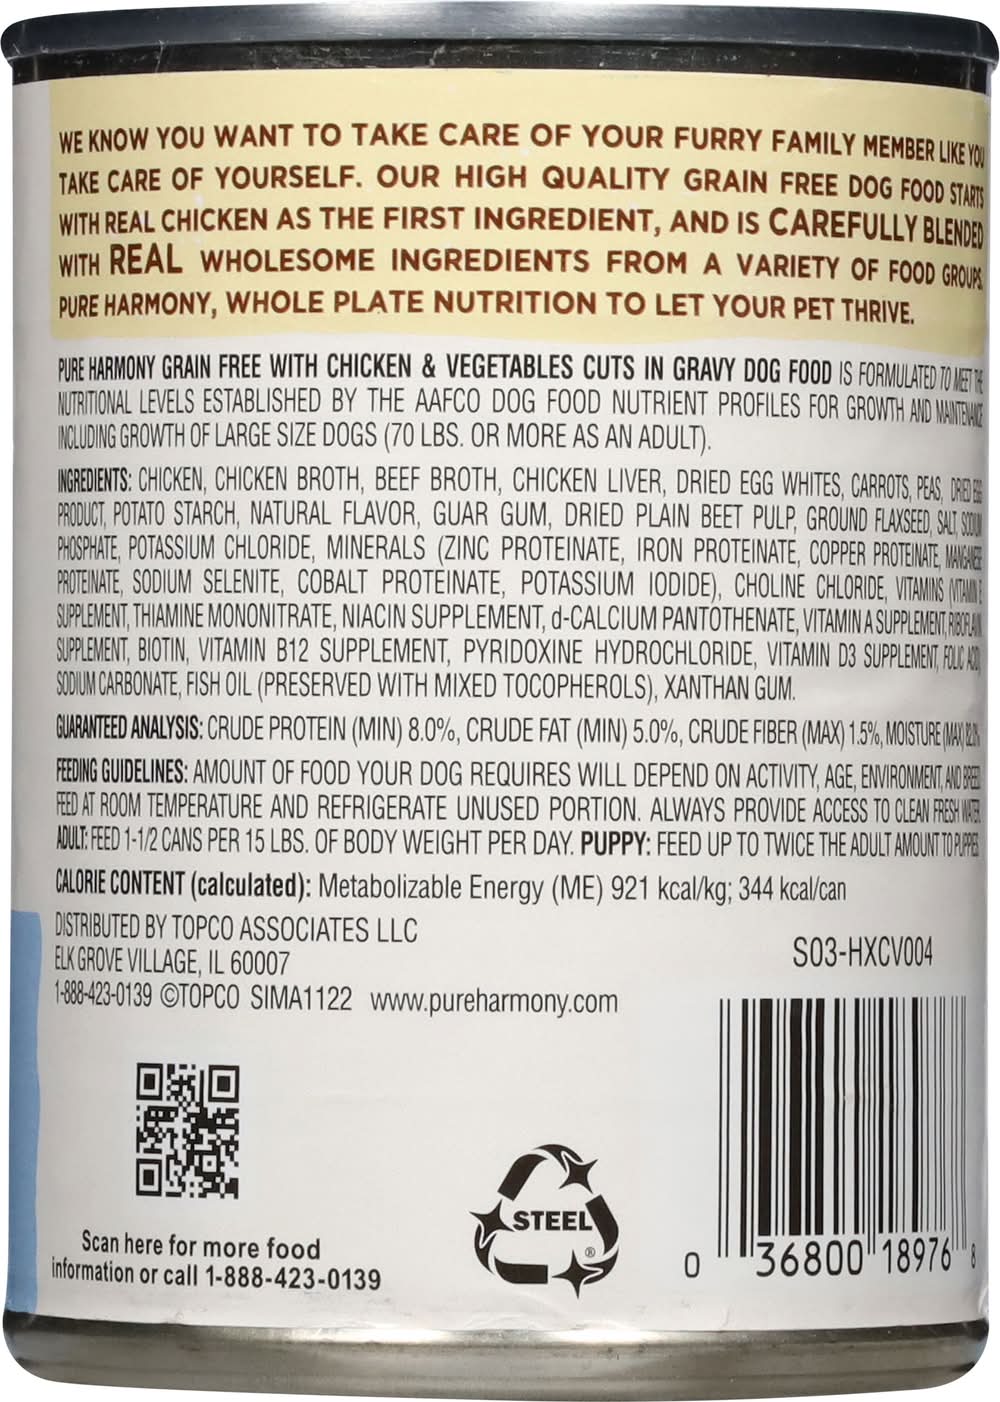 WE KNOW YOU WANT TO TAKE CARE OF YOUR FURRY FAMILY MEMBER LIKE YOU
TAKE CARE OF YOURSELF. OUR HIGH QUALITY GRAIN FREE DOG FOOD STARTS
WITH REAL CHICKEN AS THE FIRST INGREDIENT, AND IS CAREFULLY BLENDED
WITH REAL WHOLESOME INGREDIENTS FROM A VARIETY OF FOOD GROUPS.
PURE HARMONY, WHOLE PLATE NUTRITION TO LET YOUR PET THRIVE.
PURE HARMONY GRAIN FREE WITH CHICKEN & VEGETABLES CUTS IN GRAVY DOG FOOD IS FORMULATED TO MEET THE
NUTRITIONAL LEVELS ESTABLISHED BY THE AAFCO DOG FOOD NUTRIENT PROFILES FOR GROWTH AND MAINTENANCE
INCLUDING GROWTH OF LARGE SIZE DOGS (70 LBS. OR MORE AS AN ADULT).
INGREDIENTS: CHICKEN, CHICKEN BROTH, BEEF BROTH, CHICKEN LIVER, DRIED EGG WHITES, CARROTS, PEAS, DRIED EGG
PRODUCT, POTATO STARCH, NATURAL FLAVOR, GUAR GUM, DRIED PLAIN BEET PULP, GROUND FLAXSEED, SALT, SODIUM
PHOSPHATE, POTASSIUM CHLORIDE, MINERALS (ZINC PROTEINATE, IRON PROTEINATE, COPPER PROTEINATE, MANGANESE
PROTEINATE, SODIUM SELENITE, COBALT PROTEINATE, POTASSIUM IODIDE), CHOLINE CHLORIDE, VITAMINS (VITAMIN E
SUPPLEMENT, THIAMINE MONONITRATE, NIACIN SUPPLEMENT, d-CALCIUM PANTOTHENATE, VITAMIN A SUPPLEMENT, RIBOFLAVIN
SUPPLEMENT, BIOTIN, VITAMIN B12 SUPPLEMENT, PYRIDOXINE HYDROCHLORIDE, VITAMIN D3 SUPPLEMENT, FOLIC ACID),
SODIUM CARBONATE, FISH OIL (PRESERVED WITH MIXED TOCOPHEROLS), XANTHAN GUM.
GUARANTEED ANALYSIS: CRUDE PROTEIN (MIN) 8.0%, CRUDE FAT (MIN) 5.0%, CRUDE FIBER (MAX) 1.5%, MOISTURE (MAX) 82.0%
FEEDING GUIDELINES: AMOUNT OF FOOD YOUR DOG REQUIRES WILL DEPEND ON ACTIVITY, AGE, ENVIRONMENT, AND BREED.
FEED AT ROOM TEMPERATURE AND REFRIGERATE UNUSED PORTION. ALWAYS PROVIDE ACCESS TO CLEAN FRESH WATER.
ADULT: FEED 1-1/2 CANS PER 15 LBS. OF BODY WEIGHT PER DAY. PUPPY: FEED UP TO TWICE THE ADULT AMOUNT TO PUPPIES.
CALORIE CONTENT (calculated): Metabolizable Energy (ME) 921 kcal/kg; 344 kcal/can
DISTRIBUTED BY TOPCO ASSOCIATES LLC
ELK GROVE VILLAGE, IL 60007
1-888-423-0139 ©TOPCO SIMA1122 www.pureharmony.com
S03-HXCV004
Scan here for more food
information or call 1-888-423-0139
STEEL®
0 36800 18976 8